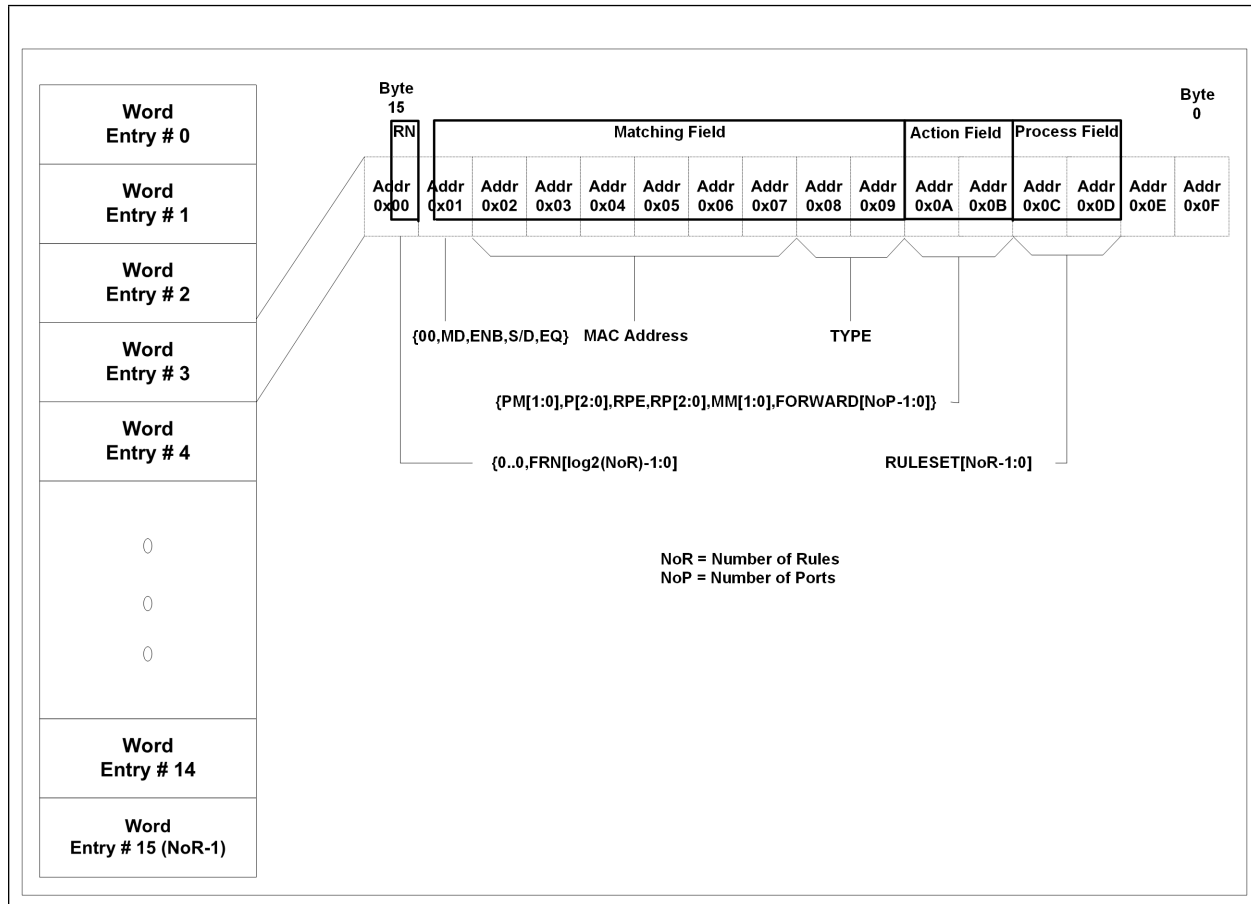 Word
Entry # 0
Word
Entry # 1
Word
Entry # 2
Word
Entry # 3
Word
Entry # 4
Word
Entry # 14
Word
Entry # 15 (NoR-1)
Byte
15
Byte
0
RN
Matching Field
Action Field
Process Field
Addr
0x00
Addr
0x01
Addr
0x02
Addr
0x03
Addr
0x04
Addr
0x05
Addr
0x06
Addr
0x07
Addr
0x08
Addr
0x09
Addr
0x0A
Addr
0x0B
Addr
0x0C
Addr
0x0D
Addr
0x0E
Addr
0x0F
{00,MD,ENB,S/D,EQ}
MAC Address
TYPE
{PM[1:0],P[2:0],RPE,RP[2:0],MM[1:0],FORWARD[NoP-1:0]}
{0..0,FRN[log2(NoR)-1:0]
RULESET[NoR-1:0]
NoR = Number of Rules
NoP = Number of Ports